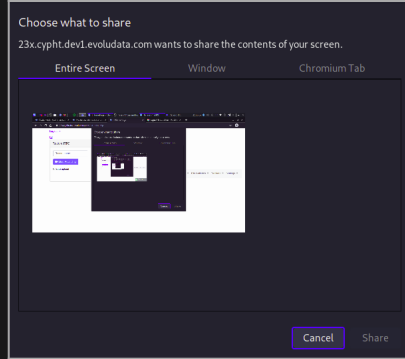 Choose what to share
23x.cypht.dev1.evoludata.com wants to share the contents of your screen.
Entire Screen
Window
Chromium Tab
Cancel
Share